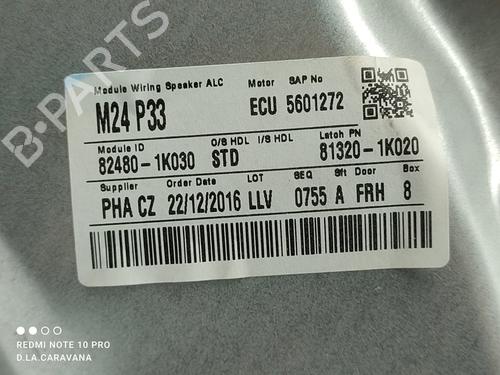 Module Wiring Speaker ALC Motor SAP No
M24 P33 ECU 5601272
Module ID O/S HDL I/S HDL Latch PN
82480-1K030 STD 81320-1K020
Supplier Order Date LOT SEQ Sft Door Box
PHA CZ 22/12/2016 LLV 0755 A FRH 8
B-PARTS
REDMI NOTE 10 PRO
D.LA.CARAVANA